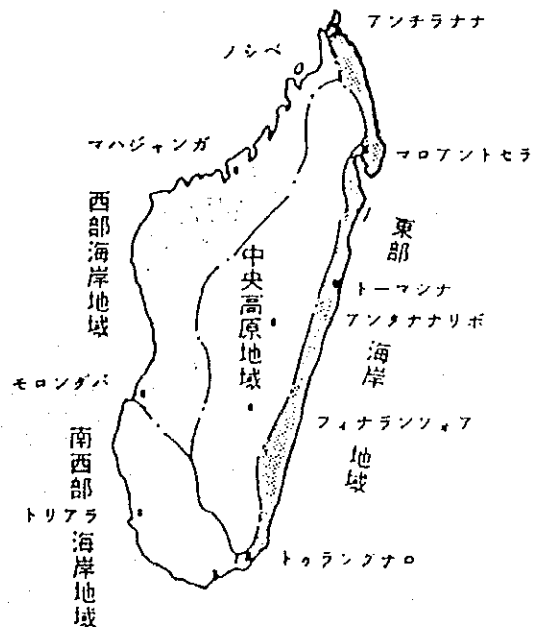 アンチラナナ
ノシベ
マハジャンガ
マロアントセラ
西部海岸地域
東部
中央高原地域
トーマシナ
アンタナナリボ
海岸
モロンダバ
フィナランツォア
南西部
地域
トリアラ
海岸地域
トゥラングナロ